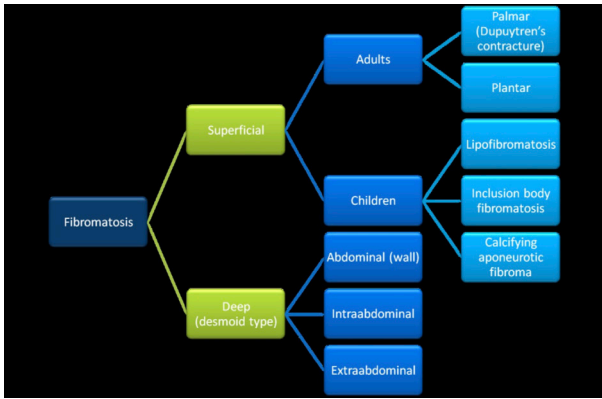 Palmar
(Dupuytren's
contracture)
Adults
Plantar
Superficial
Lipofibromatosis
Children
Inclusion body
fibromatosis
Fibromatosis
Calcifying
aponeurotic
fibroma
Abdominal (wall)
Deep
(desmoid type)
Intraabdominal
Extraabdominal